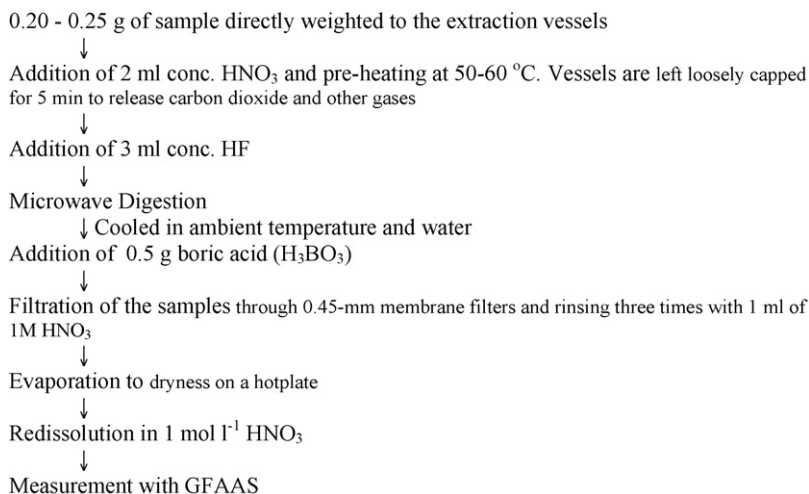 0.20 - 0.25 g of sample directly weighted to the extraction vessels
↓
Addition of 2 ml conc. HNO₃ and pre-heating at 50-60 °C. Vessels are left loosely capped
for 5 min to release carbon dioxide and other gases
↓
Addition of 3 ml conc. HF
↓
Microwave Digestion
↓ Cooled in ambient temperature and water
Addition of 0.5 g boric acid (H₃BO₃)
↓
Filtration of the samples through 0.45-mm membrane filters and rinsing three times with 1 ml of
1M HNO₃
↓
Evaporation to dryness on a hotplate
↓
Redissolution in 1 mol l⁻¹ HNO₃
↓
Measurement with GFAAS